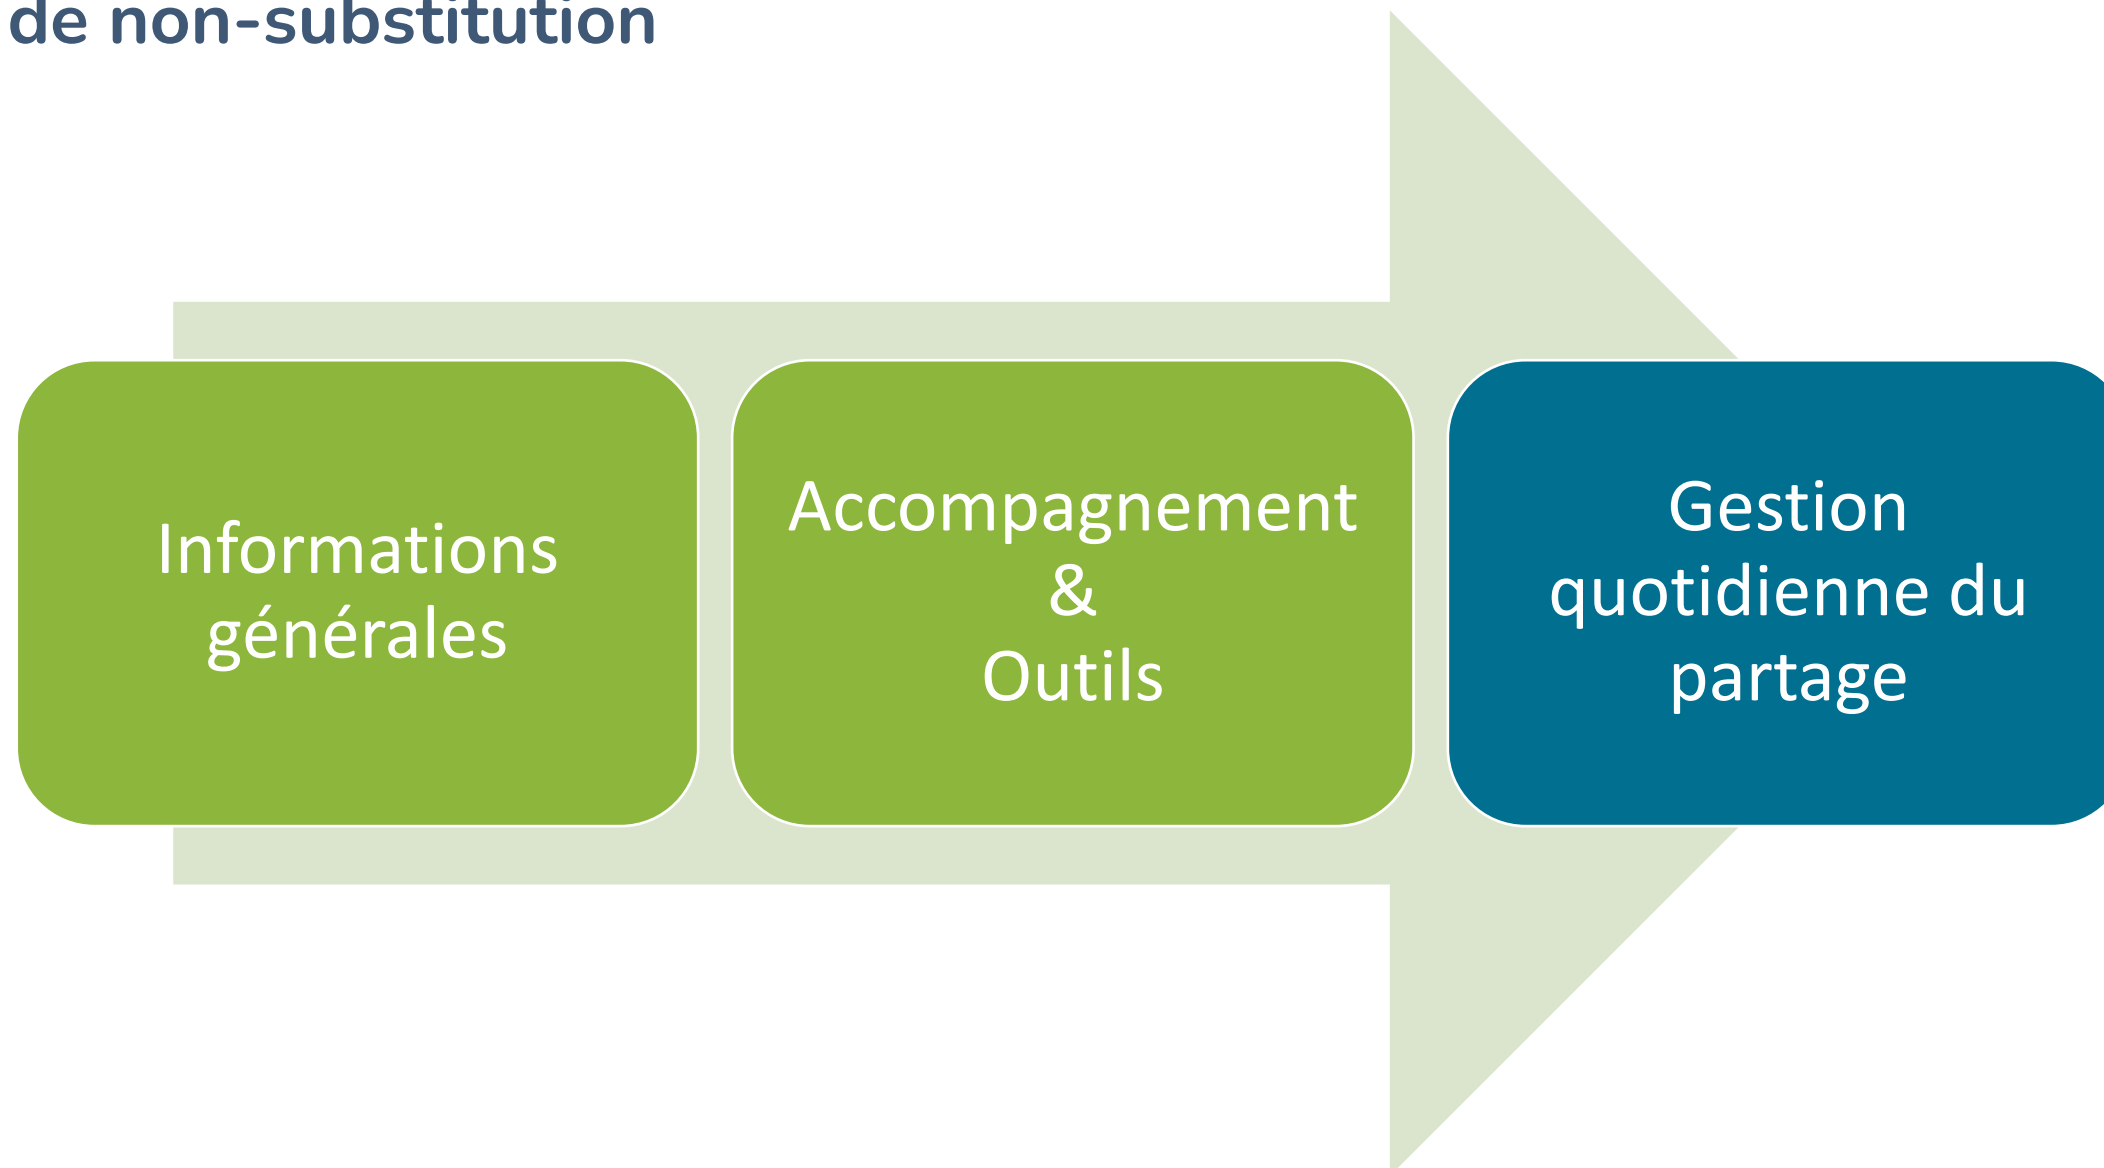 de non-substitution
Informations
générales
Accompagnement
&
Outils
Gestion
quotidienne du
partage